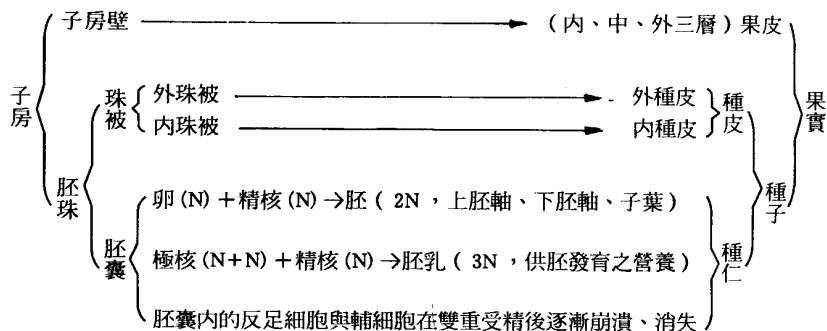 子房
子房壁 → (內、中、外三層)果皮
胚珠
珠被
外珠被 → 外種皮
內珠被 → 內種皮
種皮
胚囊
卵(N)+精核(N)→胚( 2N ,上胚軸、下胚軸、子葉)
極核(N+N)+精核(N)→胚乳( 3N ,供胚發育之營養)
胚囊內的反足細胞與輔細胞在雙重受精後逐漸崩潰、消失
種仁
種子
果實